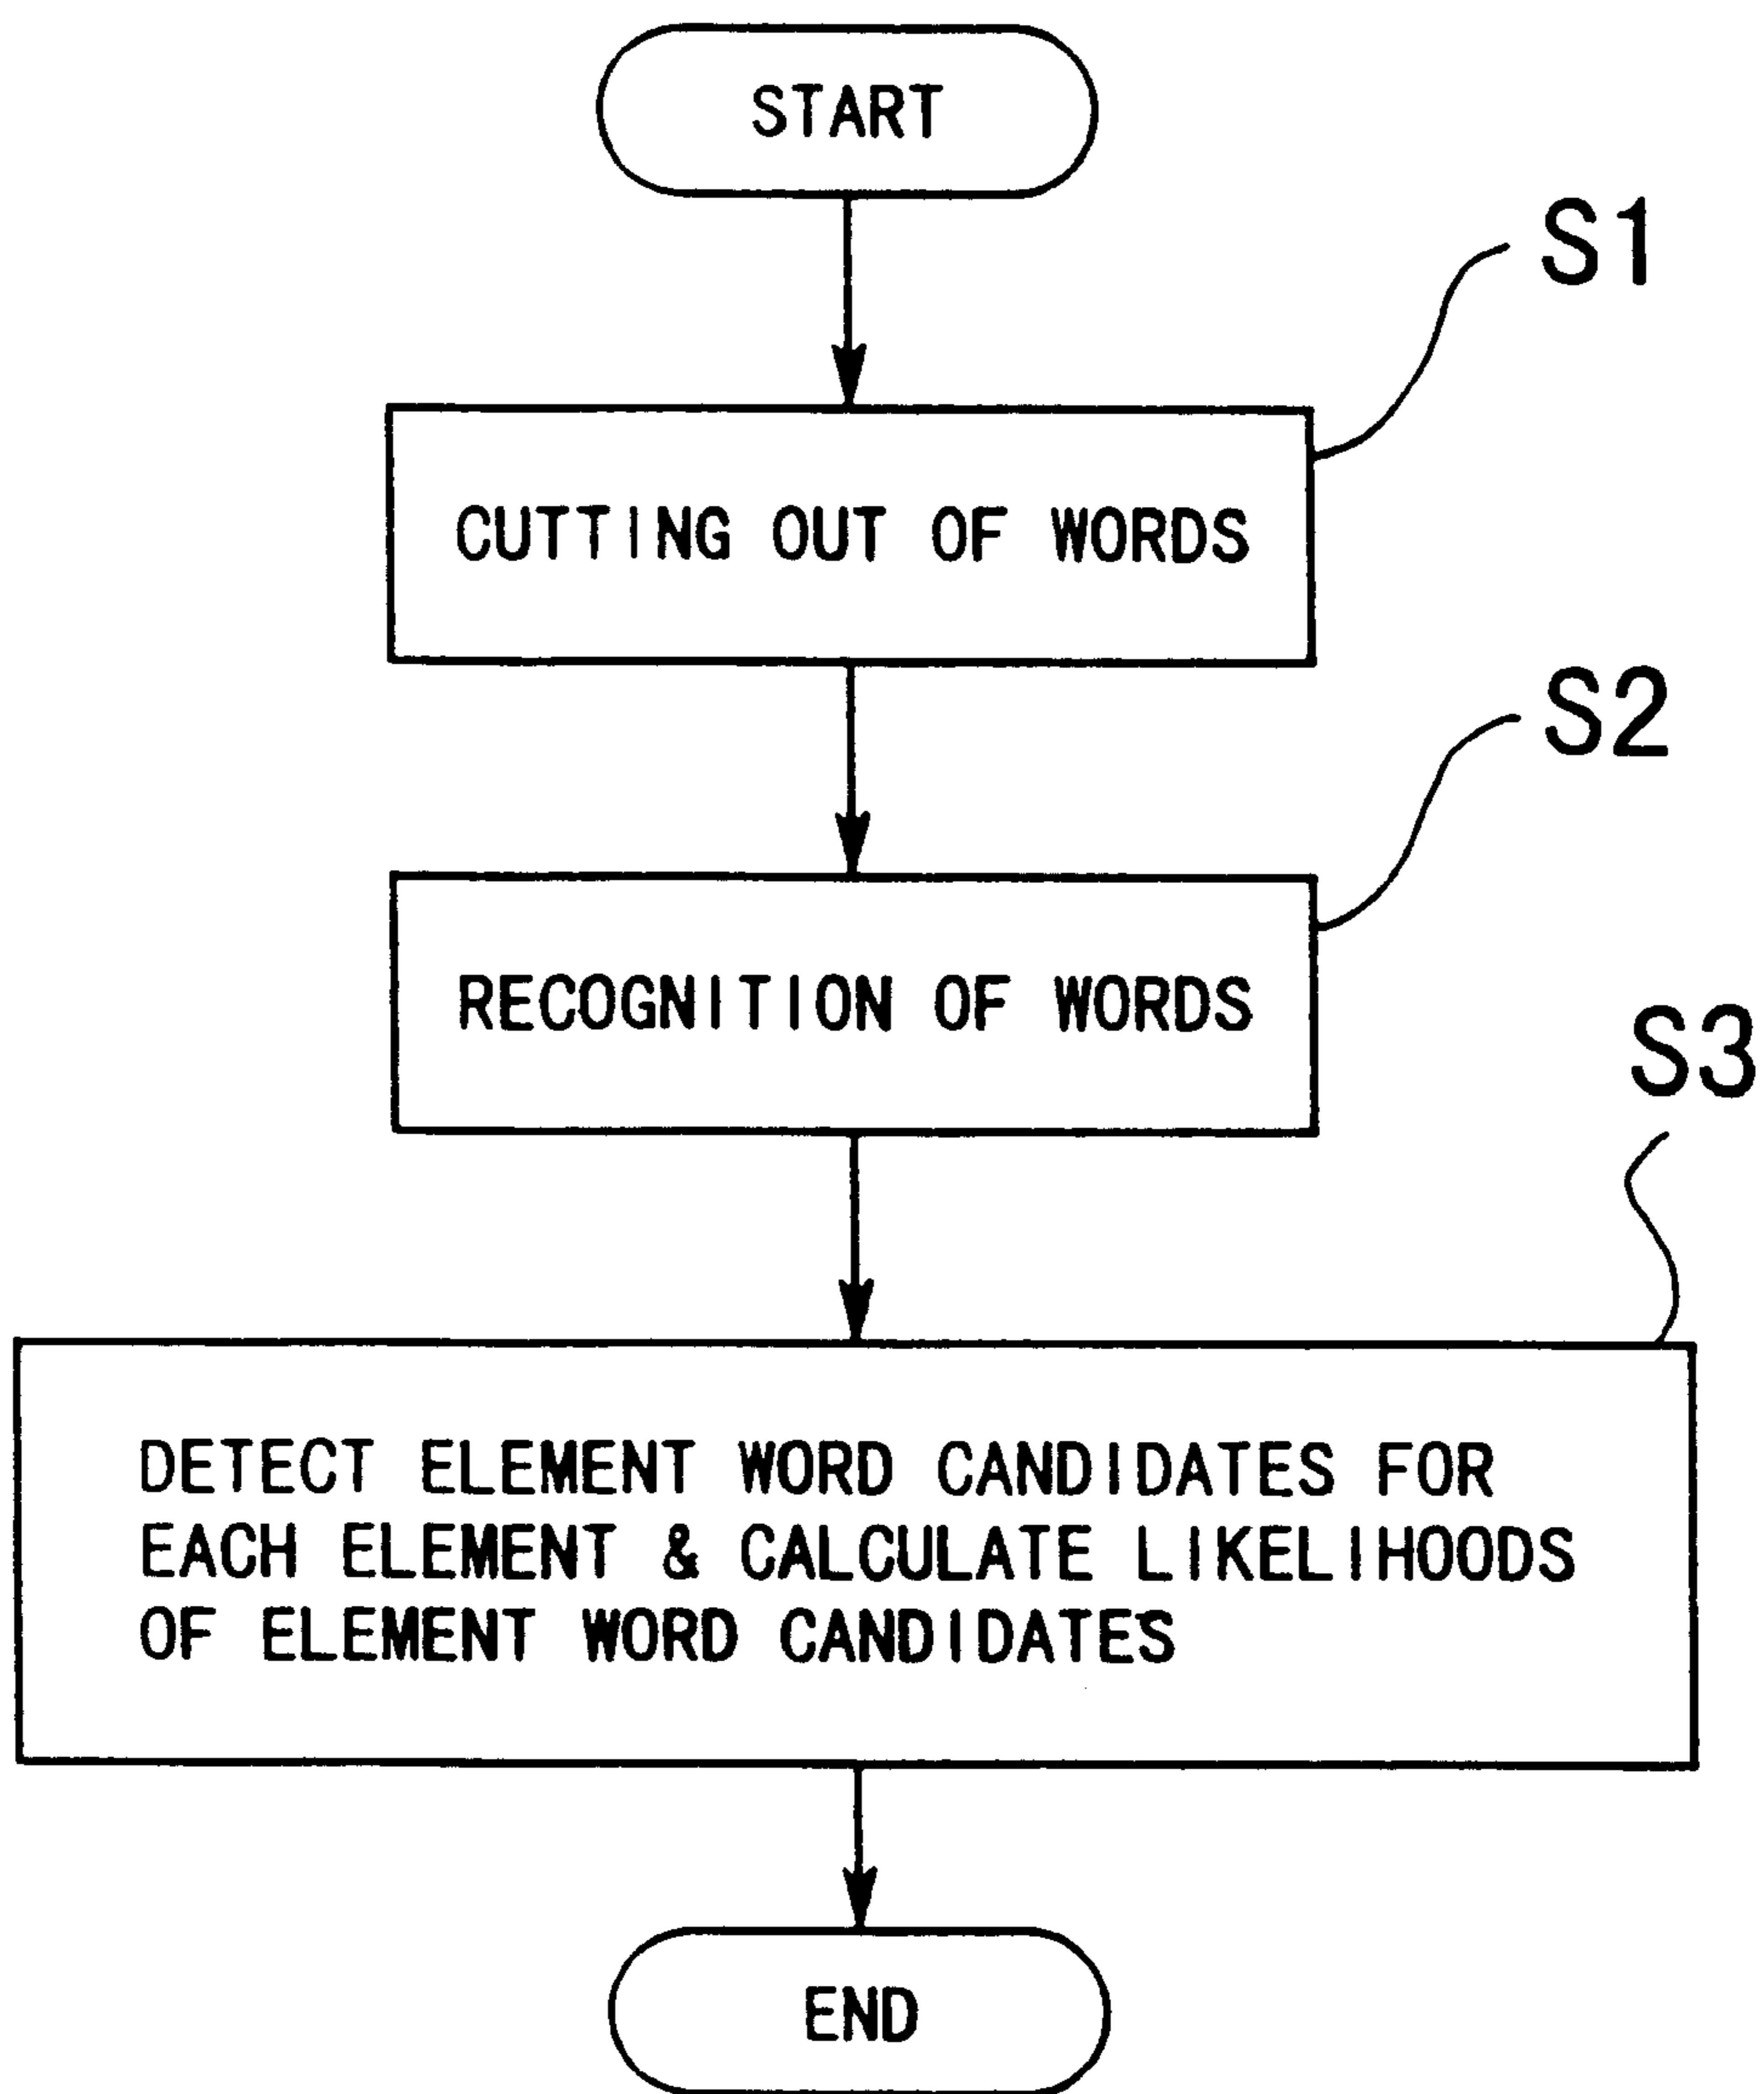 START
S1
CUTTING OUT OF WORDS
S2
RECOGNITION OF WORDS
S3
DETECT ELEMENT WORD CANDIDATES FOR
EACH ELEMENT & CALCULATE LIKELIHOODS
OF ELEMENT WORD CANDIDATES
END